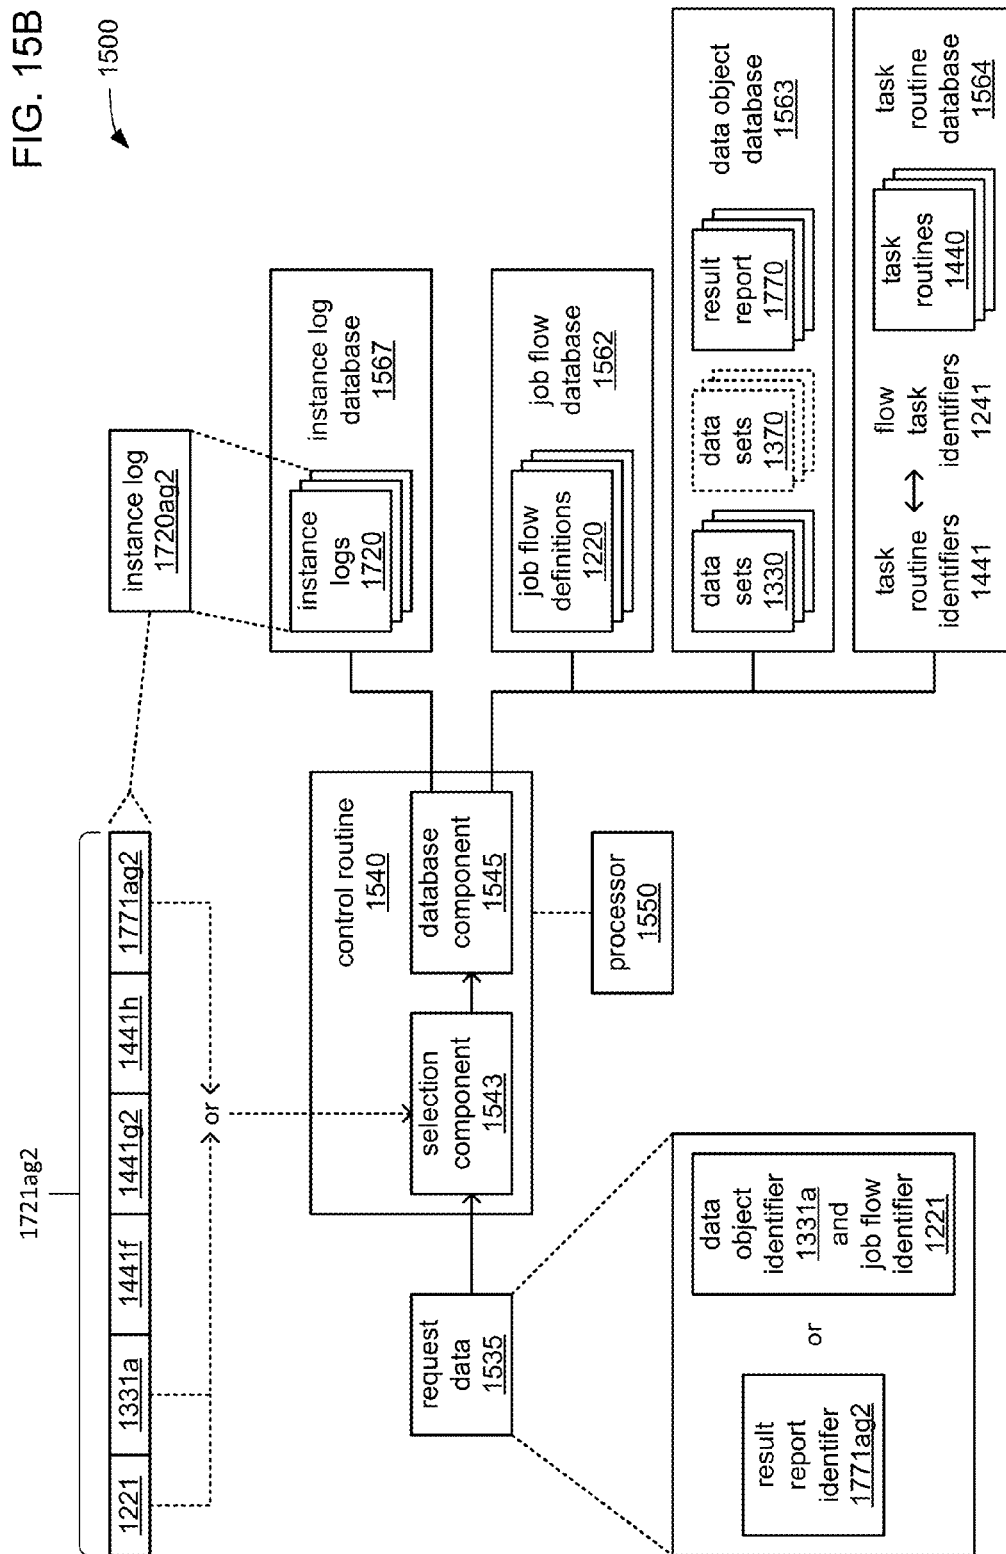 FIG. 15B
1500
1721ag2
1221
1331a
1441f
1441g2
1441h
1771ag2
or
instance log
1720ag2
request
data
1535
control routine
1540
selection
component
1543
database
component
1545
processor
1550
result
report
identifer
1771ag2
or
data
object
identifier
1331a
and
job flow
identifier
1221
instance
logs
1720
instance log
database
1567
job flow
definitions
1220
job flow
database
1562
data
sets
1330
data
sets
1370
result
report
1770
data object
database
1563
task
routine
identifiers
1441
flow
task
identifiers
1241
task
routines
1440
task
routine
database
1564